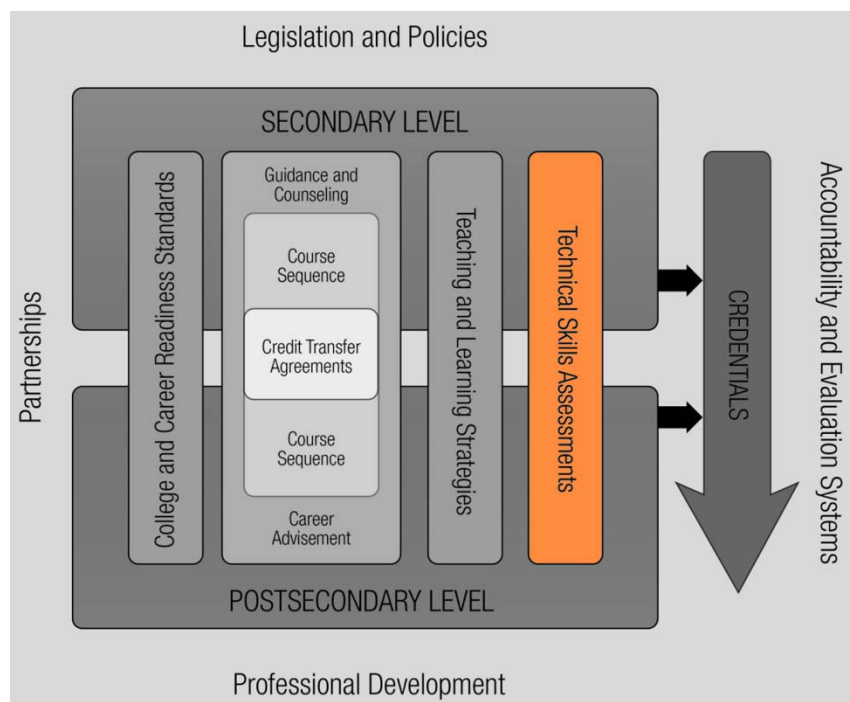 Legislation and Policies
SECONDARY LEVEL
Partnerships
College and Career Readiness Standards
Guidance and
Counseling
Course
Sequence
Credit Transfer
Agreements
Course
Sequence
Career
Advisement
Teaching and Learning Strategies
Technical Skills Assessments
CREDENTIALS
Accountability and Evaluation Systems
POSTSECONDARY LEVEL
Professional Development